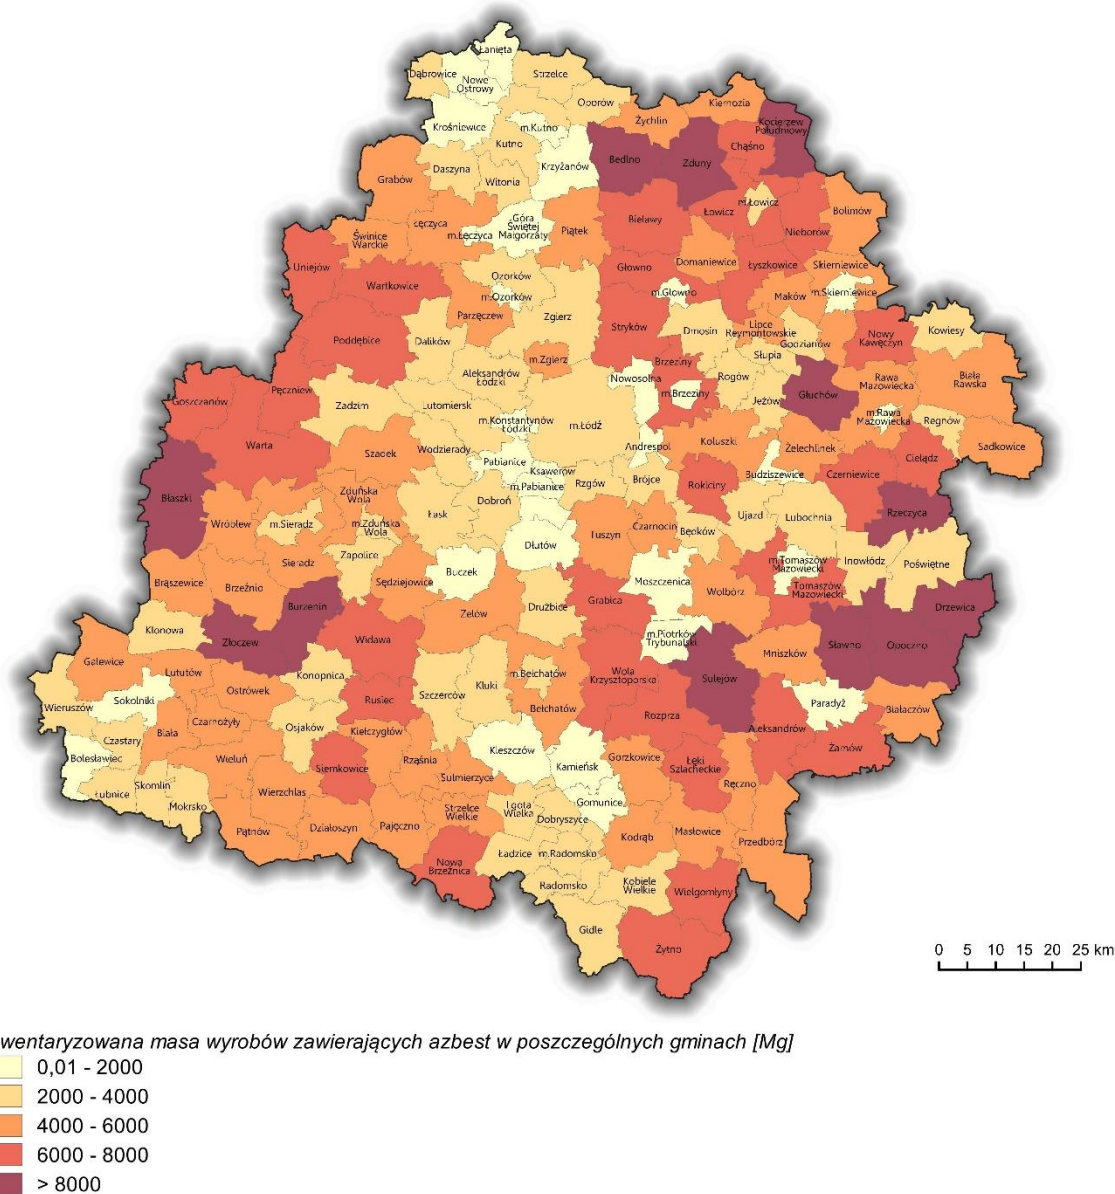 Łanięta
Dąbrowice
Nowe
Ostrowy
Strzelce
Oporów
Kiernozia
Żychlin
Kocierzew
Południowy
Krośniewice
m.Kutno
Kutno
Chąśno
Bedlno
Zduny
Krzyżanów
Daszyna
Witonia
Grabów
m.Łowicz
Łowicz
Bolimów
Bielawy
Góra
Świętej
Małgorzaty
Łęczyca
m.Łęczyca
Piątek
Nieborów
Świnice
Warckie
Domaniewice
Łyszkowice
Skierniewice
Uniejów
Głowno
Ozorków
Wartkowice
m.Głowno
m.Skierniewice
m.Ozorków
Maków
Parzęczew
Zgierz
Stryków
Dmosin
Lipce
Reymontowskie
Godzianów
Nowy
Kawęczyn
Kowiesy
Poddębice
Dalików
Słupia
m.Zgierz
Brzeziny
Aleksandrów
Łódzki
Nowosolna
Rogów
Rawa
Mazowiecka
Biała
Rawska
Pęczniew
m.Brzeziny
Głuchów
Goszczanów
Zadzim
Lutomiersk
Jeżów
m.Rawa
Mazowiecka
Regnów
m.Konstantynów
Łódzki
m.Łódź
Warta
Wodzierady
Andrespol
Koluszki
Żelechlinek
Sadkowice
Szadek
Pabianice
Cielądz
Ksawerów
m.Pabianice
Rzgów
Brójce
Budziszewice
Czerniewice
Rokiciny
Błaszki
Zduńska
Wola
Dobroń
Rzeczyca
Wróblew
m.Sieradz
m.Zduńska
Wola
Łask
Ujazd
Lubochnia
Tuszyn
Czarnocin
Będków
Dłutów
Zapolice
Sieradz
Inowłódz
Poświętne
m.Tomaszów
Mazowiecki
Buczek
Brąszewice
Brzeźnio
Sędziejowice
Moszczenica
Wolbórz
Tomaszów
Mazowiecki
Burzenin
Grabica
Drużbice
Drzewica
Zelów
Klonowa
Złoczew
Widawa
m.Piotrków
Trybunalski
Sławno
Opoczno
Mniszków
Galewice
Lututów
Konopnica
m.Bełchatów
Wola
Krzysztoporska
Sulejów
Sokolniki
Ostrówek
Rusiec
Szczerców
Kluki
Wieruszów
Bełchatów
Paradyż
Białaczów
Czarnożyły
Rozprza
Osjaków
Aleksandrów
Biała
Kiełczygłów
Czastary
Żarnów
Bolesławiec
Wieluń
Rząśnia
Kleszczów
Gorzkowice
Łęki
Szlacheckie
Siemkowice
Kamieńsk
Sulmierzyce
Ręczno
Skomlin
Łubnice
Wierzchlas
Mokrsko
Gomunice
Lgota
Wielka
Strzelce
Wielkie
Dobryszyce
Pątnów
Działoszyn
Pajęczno
Masłowice
Kodrąb
Przedbórz
Ładzice
m.Radomsko
Nowa
Brzeźnica
Radomsko
Kobiele
Wielkie
Wielgomłyny
Gidle
Żytno
0 5 10 15 20 25 km
wentaryzowana masa wyrobów zawierających azbest w poszczególnych gminach [Mg]
0,01 - 2000
2000 - 4000
4000 - 6000
6000 - 8000
> 8000